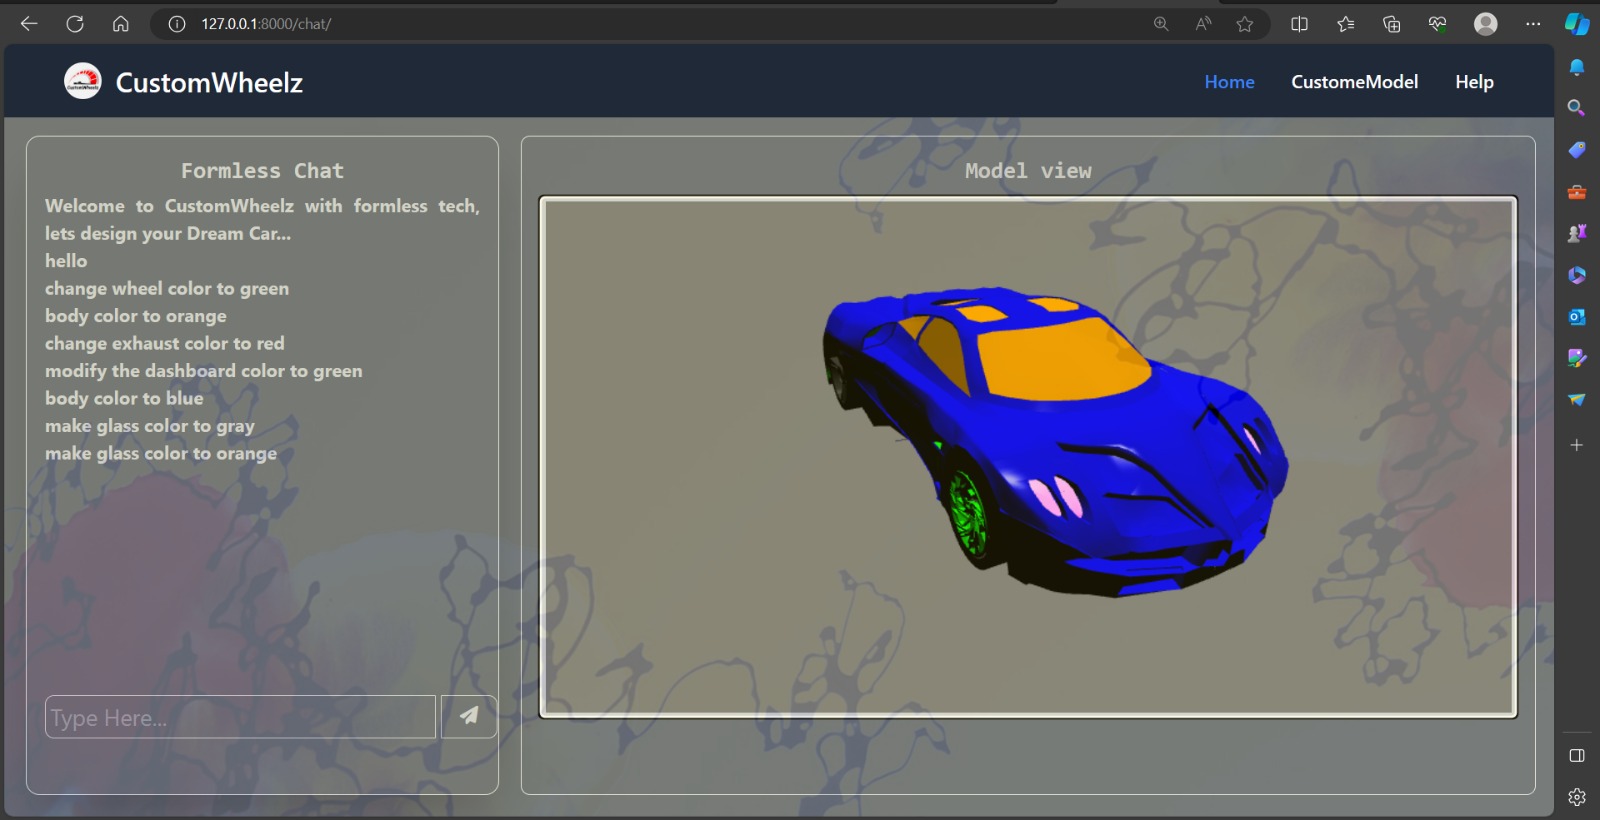 127.0.0.1:8000/chat/
CustomWheelz
Home CustomeModel Help
Formless Chat
Welcome to CustomWheelz with formless tech,
lets design your Dream Car...
hello
change wheel color to green
body color to orange
change exhaust color to red
modify the dashboard color to green
body color to blue
make glass color to gray
make glass color to orange
Type Here...
Model view